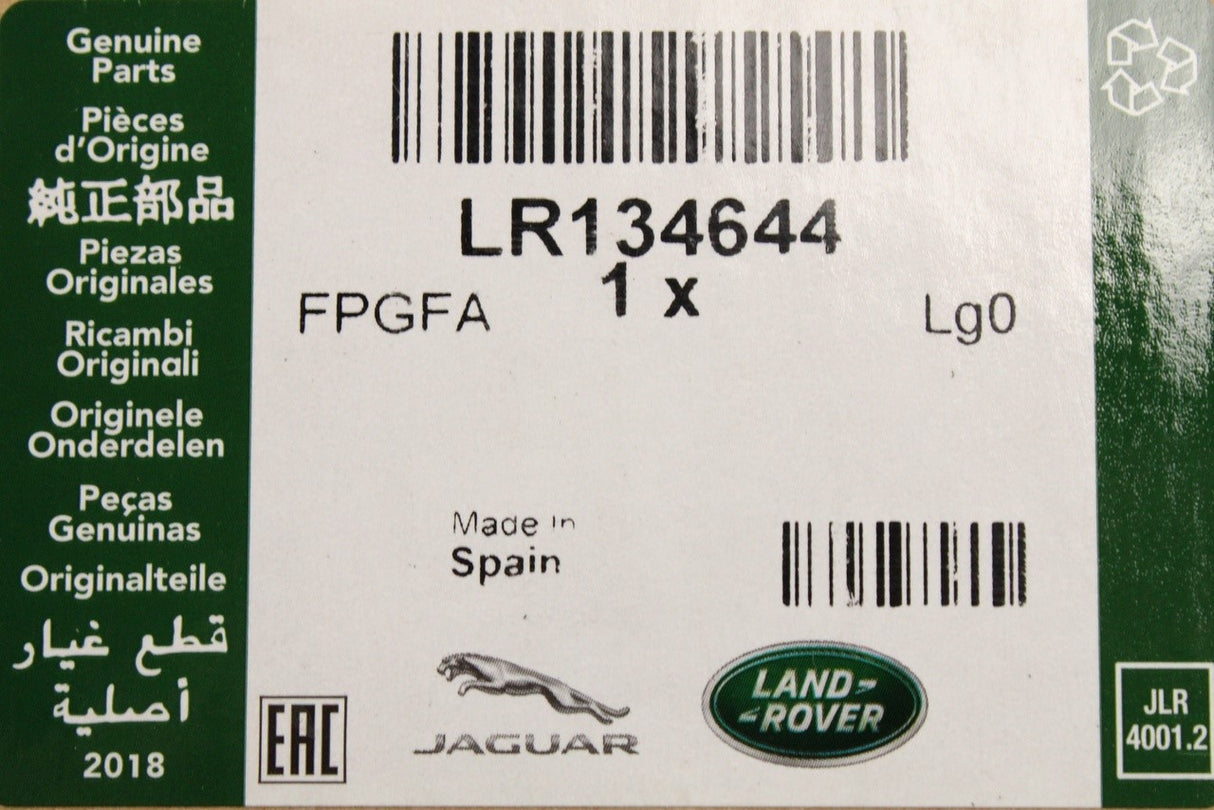 Genuine
Parts
Pièces
d'Origine
純正部品
Piezas
Originales
Ricambi
Originali
Originele
Onderdelen
Peças
Genuinas
Originalteile
قطع غيار
أصلية
2018
LR134644
1 x
FPGFA
Lg0
Made in
Spain
EAC
JAGUAR
LAND-
-ROVER
JLR
4001.2